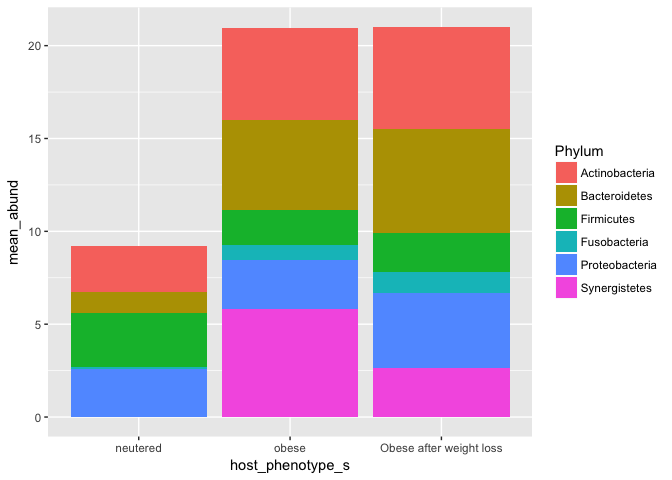 mean_abund
20
15
10
5
0
neutered
obese
Obese after weight loss
host_phenotype_s
Phylum
Actinobacteria
Bacteroidetes
Firmicutes
Fusobacteria
Proteobacteria
Synergistetes